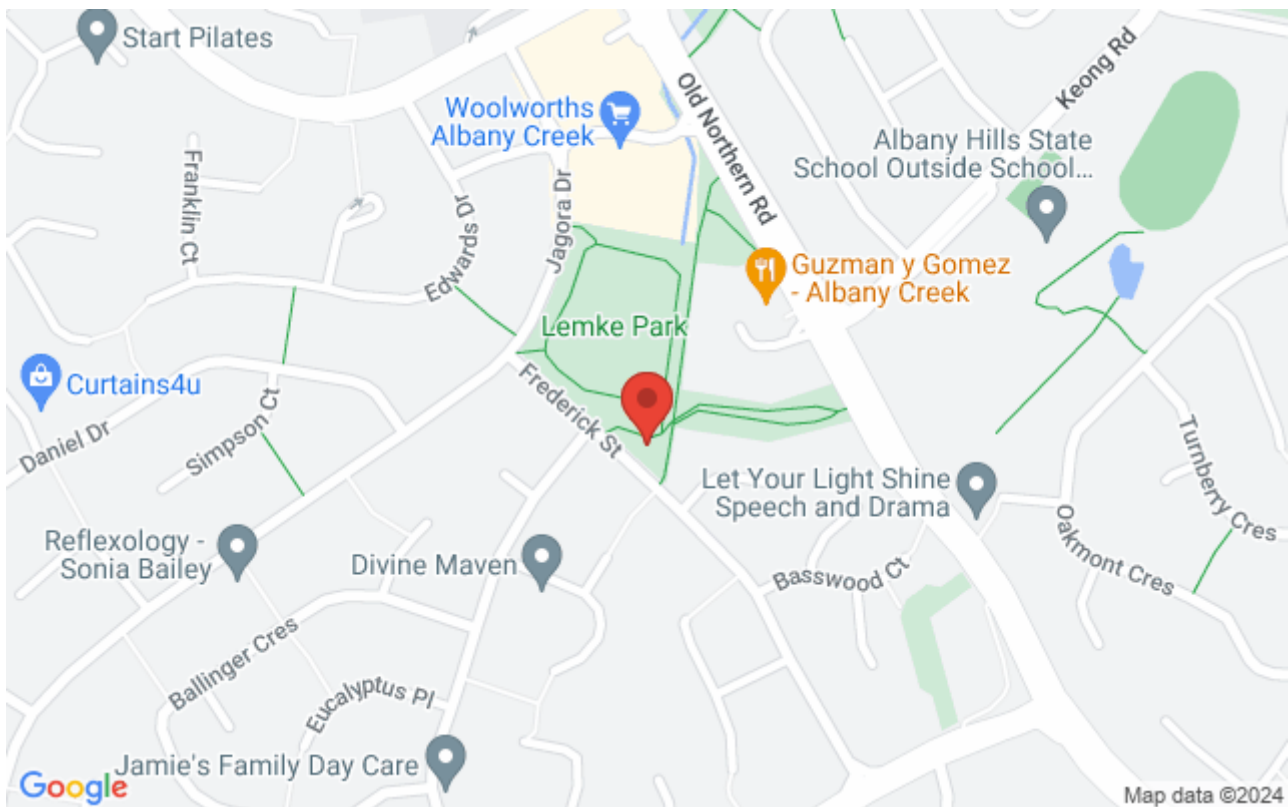 Start Pilates
Woolworths
Albany Creek
Old Northern Rd
Keong Rd
Albany Hills State
School Outside School...
Franklin Ct
Edwards Dr
Jagora Dr
Guzman y Gomez
- Albany Creek
Lemke Park
Curtains4u
Daniel Dr
Simpson Ct
Frederick St
Turnberry Cres
Let Your Light Shine
Speech and Drama
Oakmont Cres
Reflexology -
Sonia Bailey
Divine Maven
Basswood Ct
Ballinger Cres
Eucalyptus Pl
Jamie's Family Day Care
Google
Map data ©2024